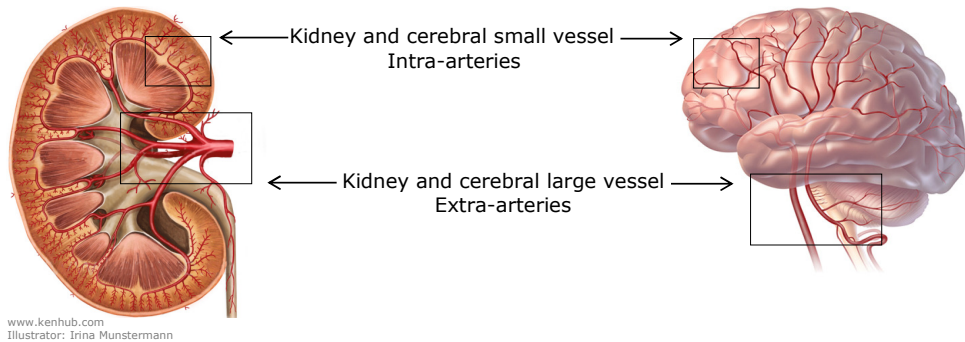 Kidney and cerebral small vessel
Intra-arteries
Kidney and cerebral large vessel
Extra-arteries
www.kenhub.com
Illustrator: Irina Munstermann